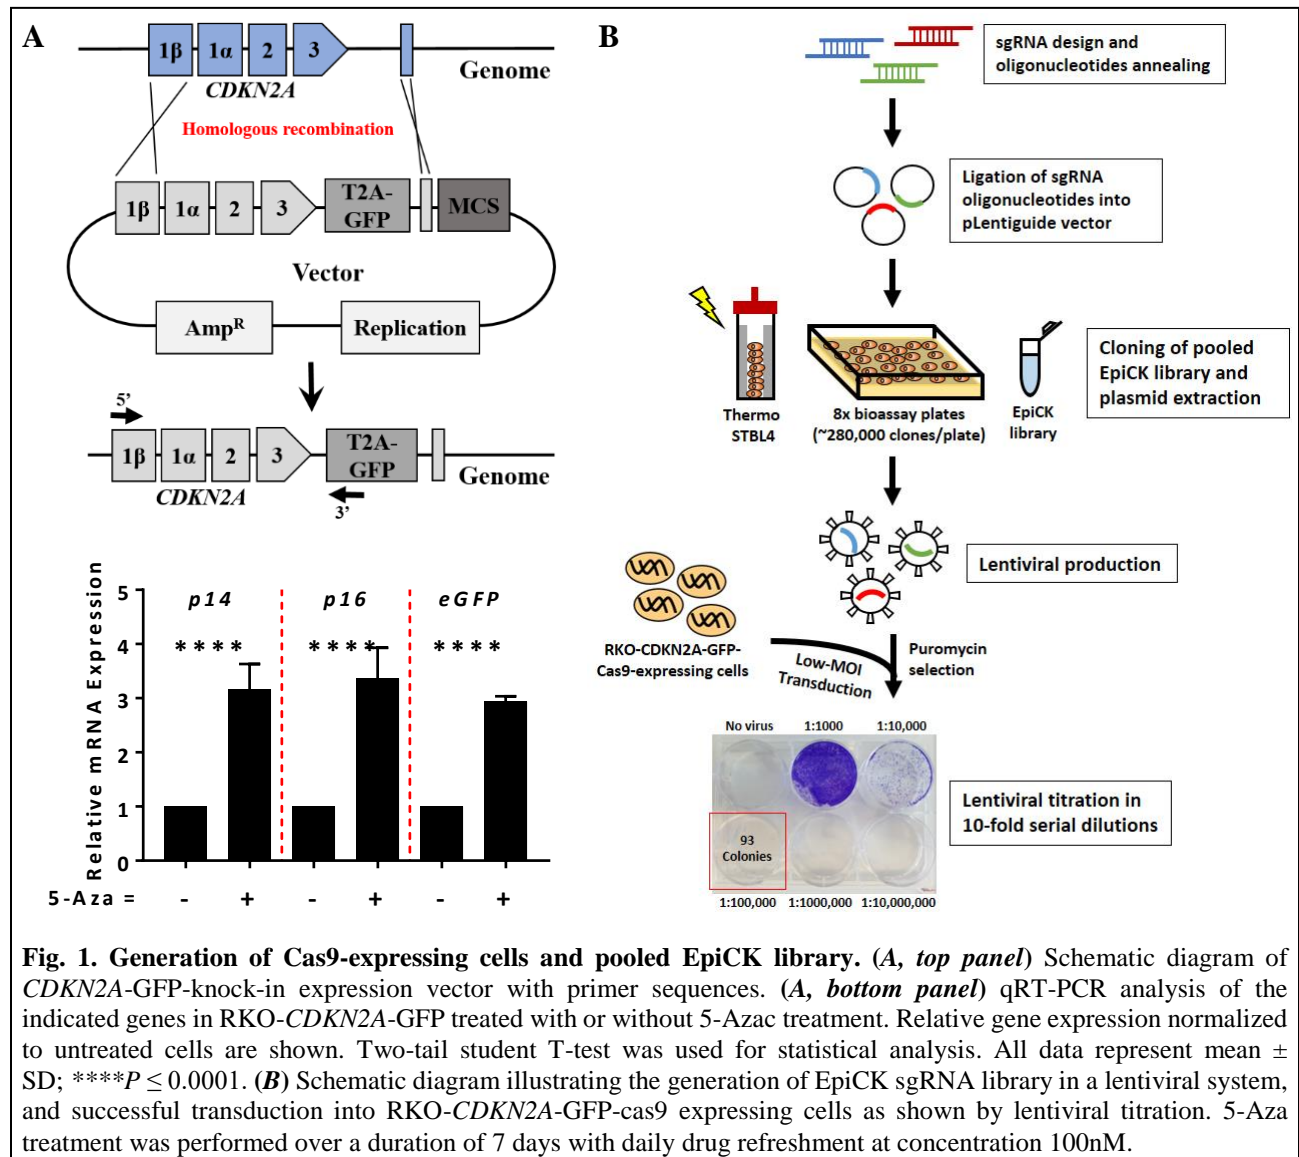 A
1β 1α 2 3
CDKN2A
Genome
Homologous recombination
1β 1α 2 3 T2A-GFP MCS
Vector
Amp^R Replication
5’
1β 1α 2 3 T2A-GFP
CDKN2A
Genome
3’
Relative mRNA Expression
5
4
3
2
1
0
p14 p16 eGFP
**** **** ****
5-Aza = - + - + - +
B
sgRNA design and
oligonucleotides annealing
Ligation of sgRNA
oligonucleotides into
pLentiguide vector
Thermo
STBL4
8x bioassay plates
(~280,000 clones/plate)
EpiCK
library
Cloning of pooled
EpiCK library and
plasmid extraction
Lentiviral production
RKO-CDKN2A-GFP-
Cas9-expressing cells
Low-MOI
Transduction
Puromycin
selection
No virus 1:1000 1:10,000
93
Colonies
1:100,000 1:1000,000 1:10,000,000
Lentiviral titration in
10-fold serial dilutions
Fig. 1. Generation of Cas9-expressing cells and pooled EpiCK library. (A, top panel) Schematic diagram of
CDKN2A-GFP-knock-in expression vector with primer sequences. (A, bottom panel) qRT-PCR analysis of the
indicated genes in RKO-CDKN2A-GFP treated with or without 5-Azac treatment. Relative gene expression normalized
to untreated cells are shown. Two-tail student T-test was used for statistical analysis. All data represent mean ±
SD; ****P ≤ 0.0001. (B) Schematic diagram illustrating the generation of EpiCK sgRNA library in a lentiviral system,
and successful transduction into RKO-CDKN2A-GFP-cas9 expressing cells as shown by lentiviral titration. 5-Aza
treatment was performed over a duration of 7 days with daily drug refreshment at concentration 100nM.